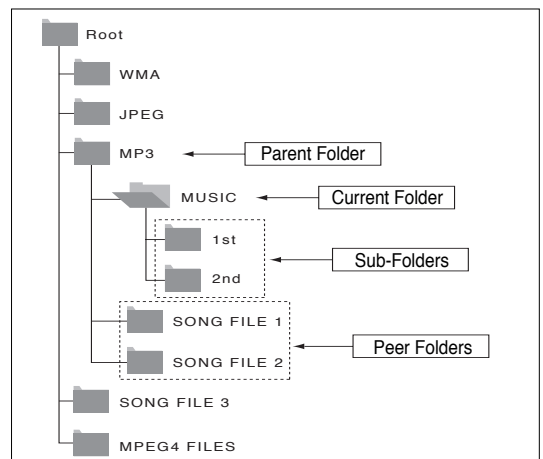 Root
WMA
JPEG
MP3
Parent Folder
MUSIC
Current Folder
1st
2nd
Sub-Folders
SONG FILE 1
SONG FILE 2
Peer Folders
SONG FILE 3
MPEG4 FILES